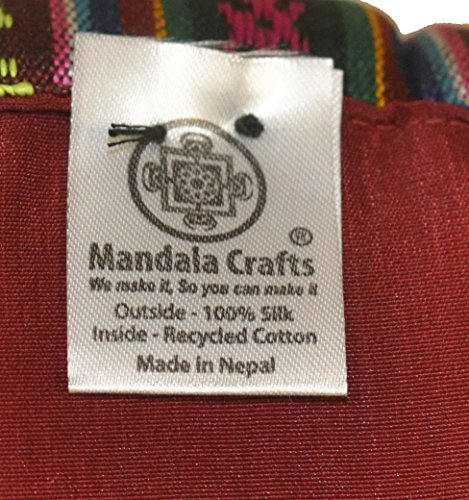 ®
Mandala Crafts
We make it, So you can make it
Outside - 100% Silk
Inside - Recycled Cotton
Made in Nepal